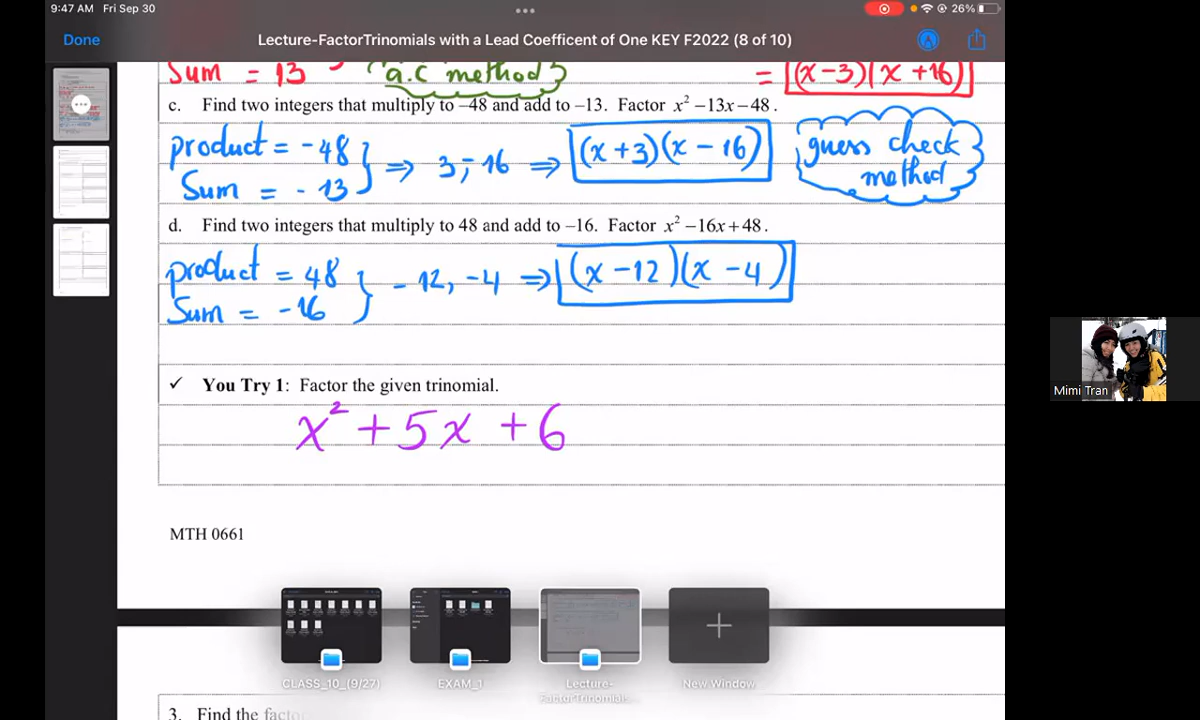 9:47 AM Fri Sep 30
26%
Done
Lecture-FactorTrinomials with a Lead Coefficent of One KEY F2022 (8 of 10)
Sum = 13
a.c method
= (x-3)(x+16)
c. Find two integers that multiply to –48 and add to –13. Factor x² –13x – 48.
product = -48
Sum = -13
⇒ 3, -16 ⇒ (x+3)(x-16)
guess check
method
d. Find two integers that multiply to 48 and add to –16. Factor x² –16x + 48.
product = 48
Sum = -16
-12, -4 ⇒ (x-12)(x-4)
✓ You Try 1: Factor the given trinomial.
x² + 5x + 6
MTH 0661
CLASS_10_(9/27)
EXAM_1
Lecture-
FactorTrinomials...
New Window
3. Find the facto
Mimi Tran